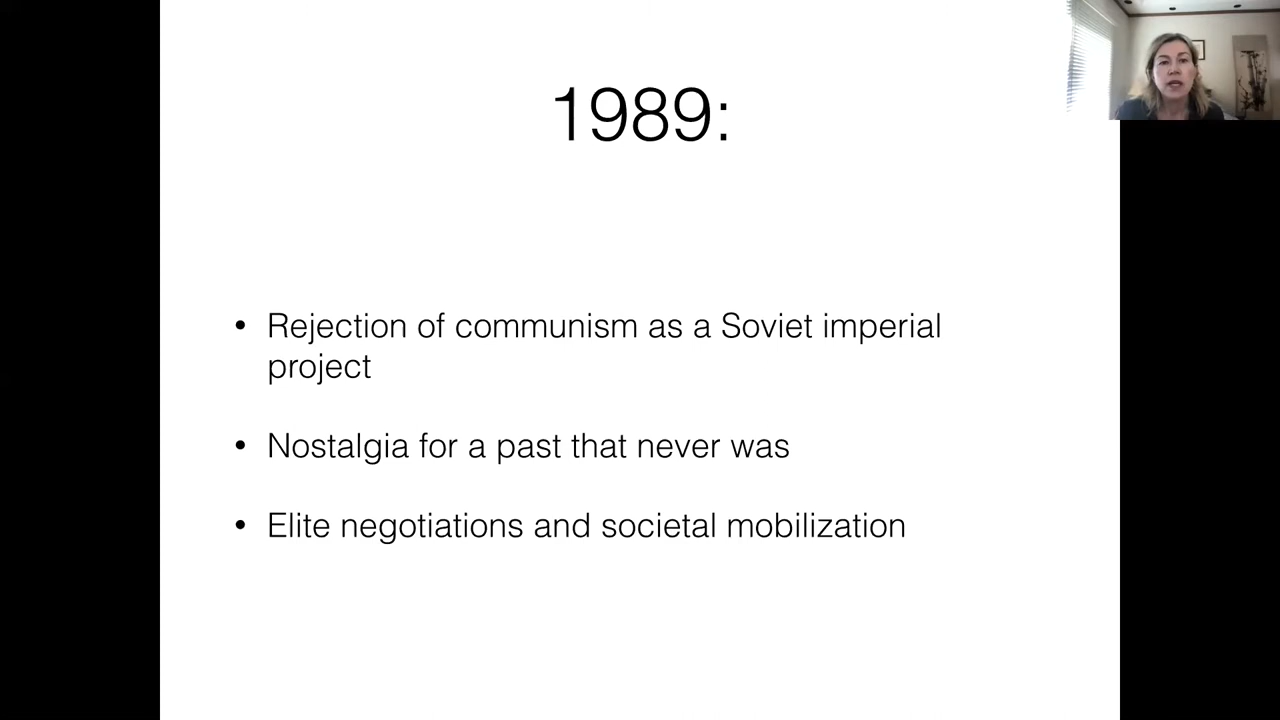 1989:
• Rejection of communism as a Soviet imperial
project
• Nostalgia for a past that never was
• Elite negotiations and societal mobilization